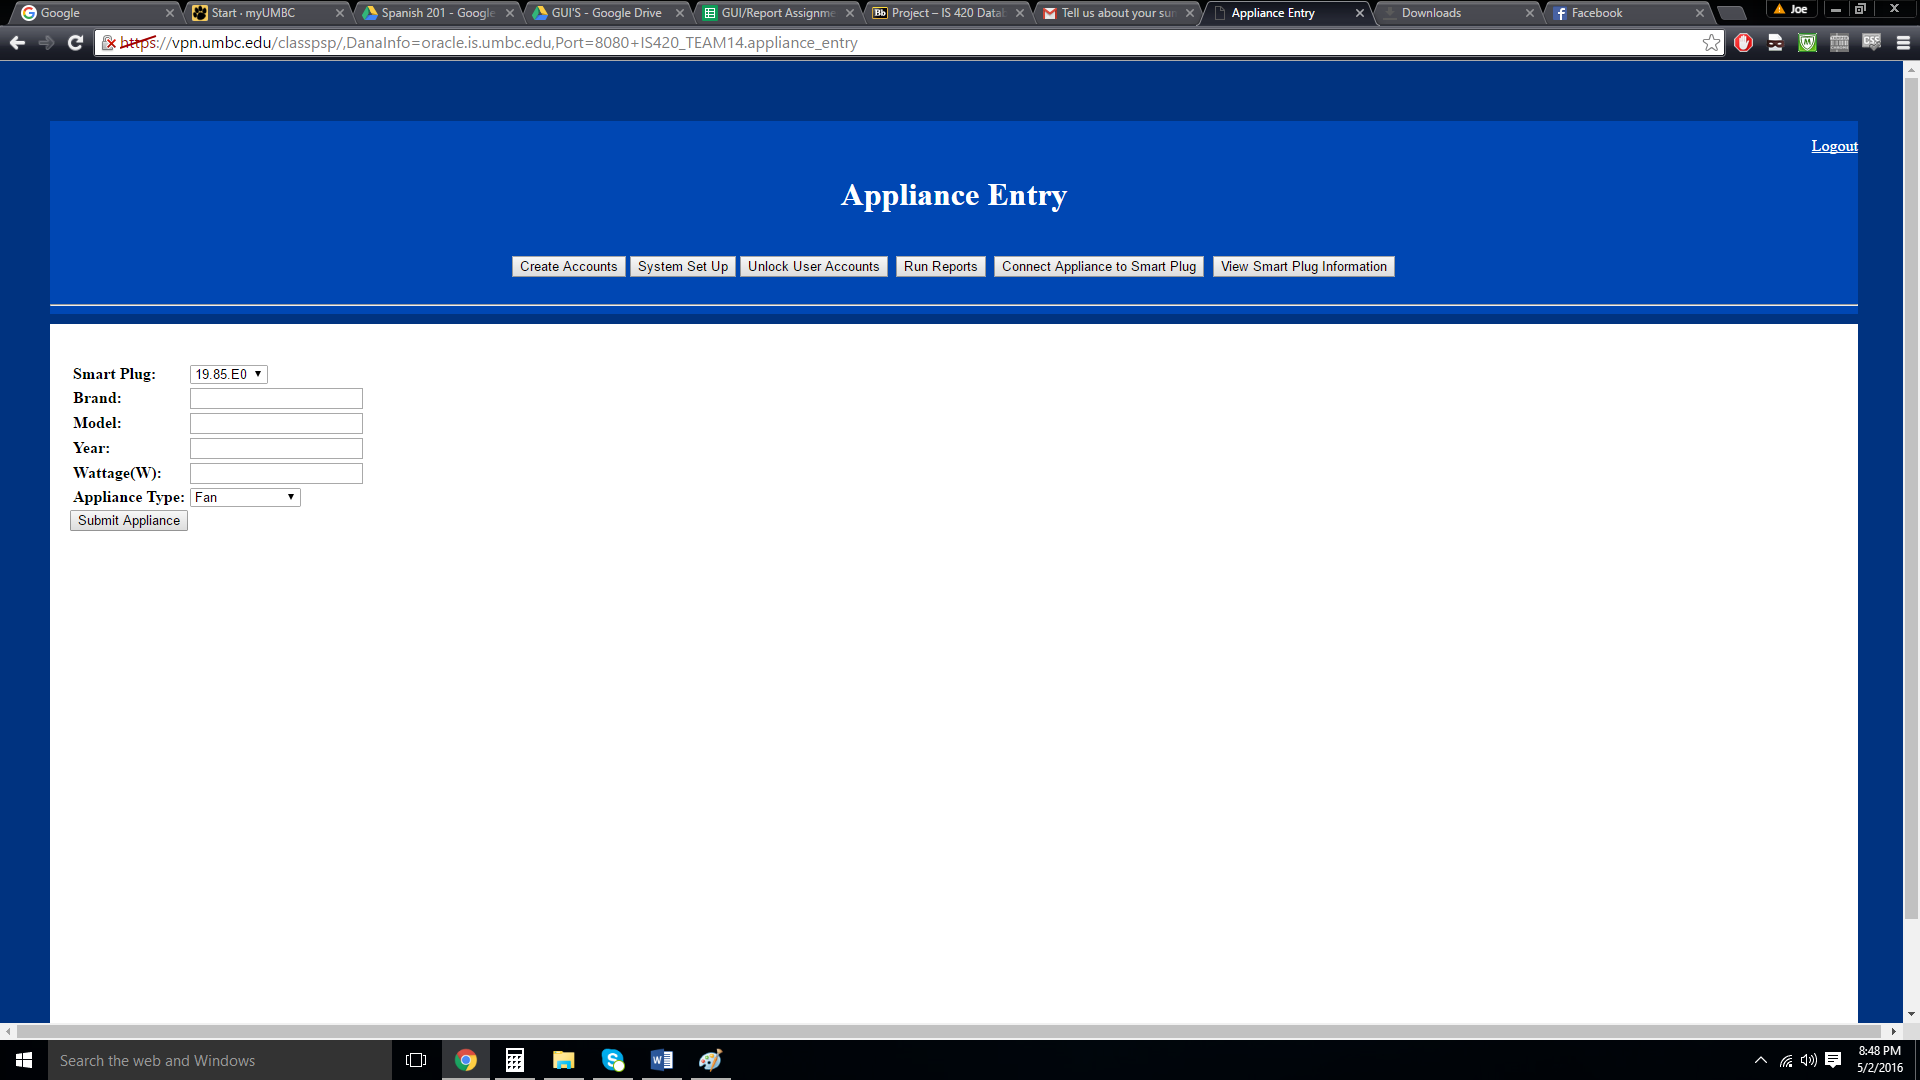 Google
Start · myUMBC
Spanish 201 - Google
GUI'S - Google Drive
GUI/Report Assignme
Bb Project – IS 420 Datab
Tell us about your sur
Appliance Entry
Downloads
Facebook
Joe
https://vpn.umbc.edu/classpsp/,DanaInfo=oracle.is.umbc.edu,Port=8080+IS420_TEAM14.appliance_entry
Logout
Appliance Entry
Create Accounts System Set Up Unlock User Accounts Run Reports Connect Appliance to Smart Plug View Smart Plug Information
Smart Plug: 19.85.E0
Brand:
Model:
Year:
Wattage(W):
Appliance Type: Fan
Submit Appliance
Search the web and Windows
8:48 PM
5/2/2016